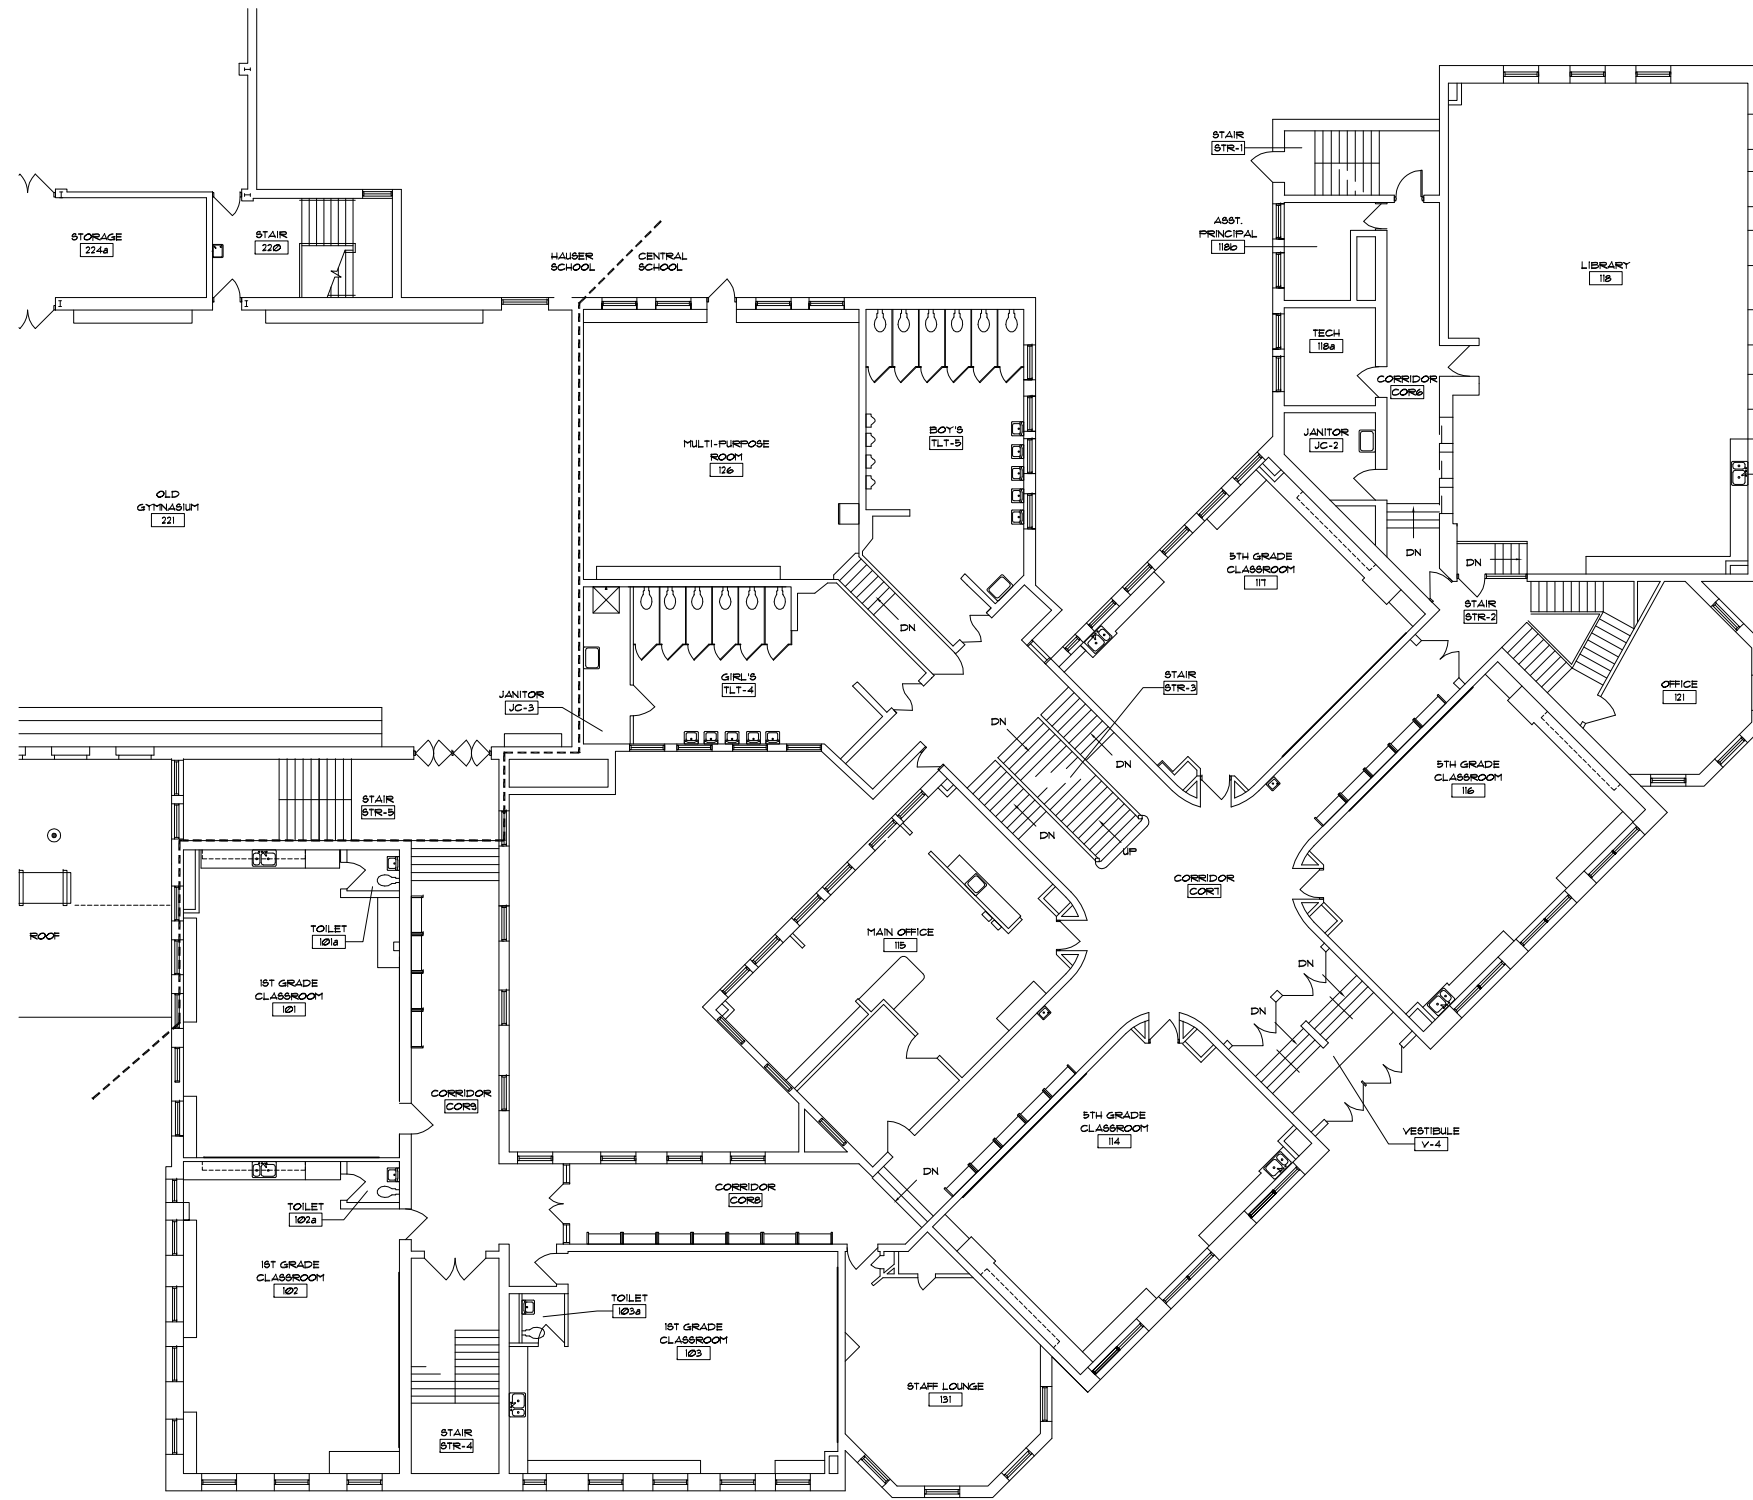 STAIR
STR-1
ASST.
PRINCIPAL
118b
STORAGE
224a
STAIR
220
HAUSER
SCHOOL
CENTRAL
SCHOOL
LIBRARY
118
TECH
118a
CORRIDOR
COR6
JANITOR
JC-2
BOY'S
TLT-5
MULTI-PURPOSE
ROOM
126
OLD
GYMNASIUM
221
DN
DN
5TH GRADE
CLASSROOM
117
STAIR
STR-2
DN
GIRL'S
TLT-4
JANITOR
JC-3
STAIR
STR-3
OFFICE
121
DN
DN
5TH GRADE
CLASSROOM
116
STAIR
STR-5
DN
UP
CORRIDOR
COR7
ROOF
TOILET
101a
MAIN OFFICE
115
DN
1ST GRADE
CLASSROOM
101
DN
CORRIDOR
COR9
5TH GRADE
CLASSROOM
114
VESTIBULE
V-4
DN
CORRIDOR
COR8
TOILET
102a
1ST GRADE
CLASSROOM
102
TOILET
103a
1ST GRADE
CLASSROOM
103
STAFF LOUNGE
131
STAIR
STR-4